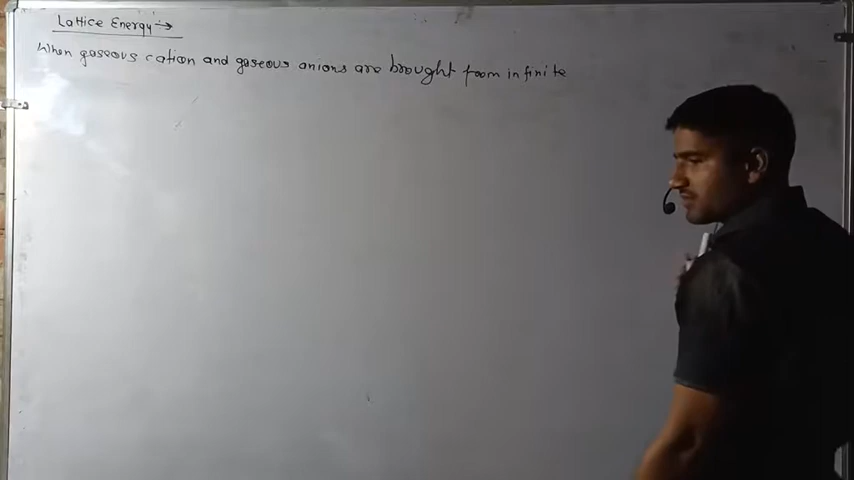 Lattice Energy →
When gaseous cation and gaseous anions are brought from infinite